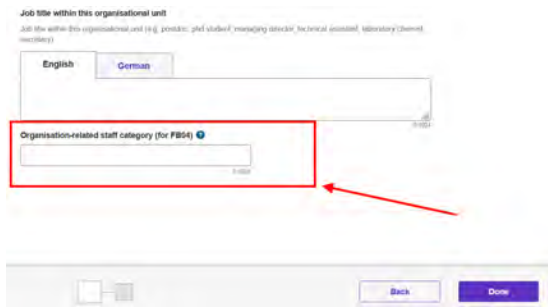 Job title within this organisational unit
Job title within this organisational unit (e.g. postdoc, phd student, managing director, technical assistant, laboratory
secretary)
English
German
Organisation-related staff category (for FB04)
Back
Done